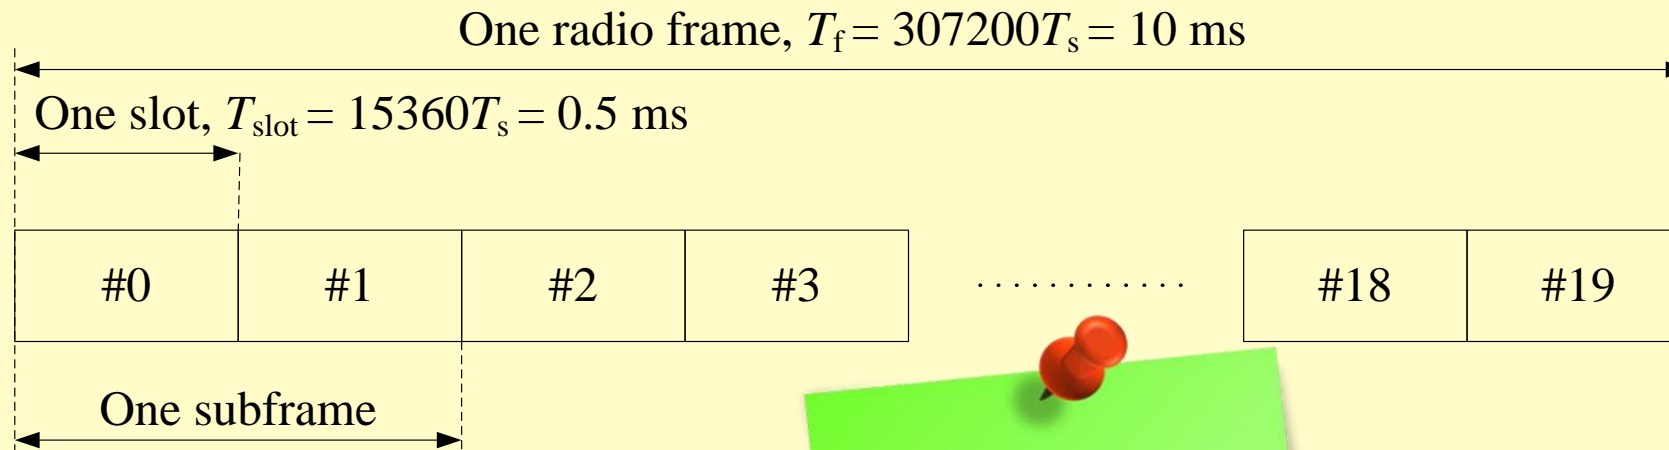 One radio frame, Tf = 307200Ts = 10 ms
One slot, Tslot = 15360Ts = 0.5 ms
#0 #1 #2 #3 ............ #18 #19
One subframe